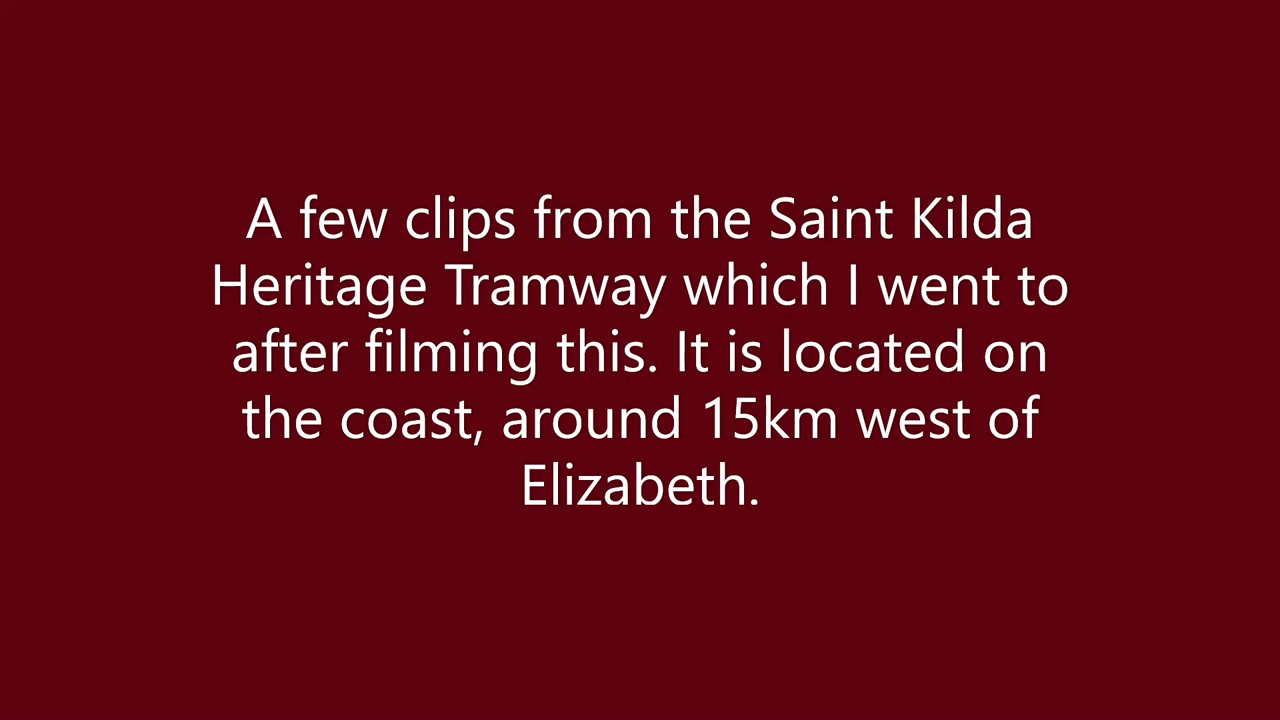 A few clips from the Saint Kilda
Heritage Tramway which I went to
after filming this. It is located on
the coast, around 15km west of
Elizabeth.